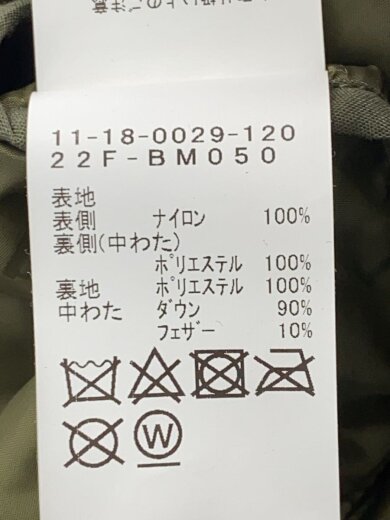 11-18-0029-120
22F-BM050
表地
表側 ナイロン 100%
裏側(中わた)
ポリエステル 100%
裏地 ポリエステル 100%
中わた ダウン 90%
フェザー 10%
W